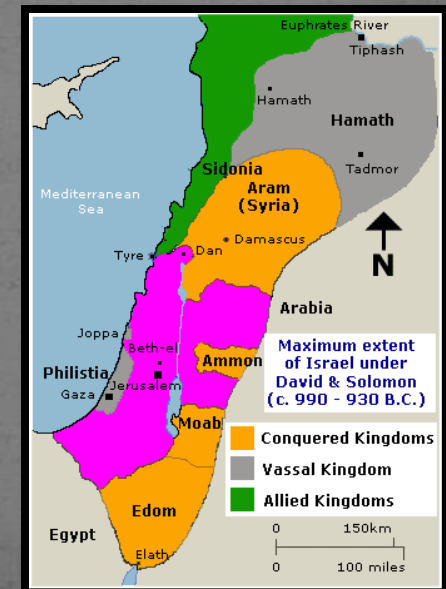 Euphrates River
Tiphash
Hamath
Hamath
Sidonia
Tadmor
Aram
(Syria)
Mediterranean
Sea
Tyre
Dan
Damascus
N
Arabia
Joppa
Beth-el
Philistia
Jerusalem
Gaza
Ammon
Moab
Maximum extent
of Israel under
David & Solomon
(c. 990 - 930 B.C.)
Conquered Kingdoms
Vassal Kingdom
Allied Kingdoms
Edom
Egypt
Elath
0 150km
0 100 miles